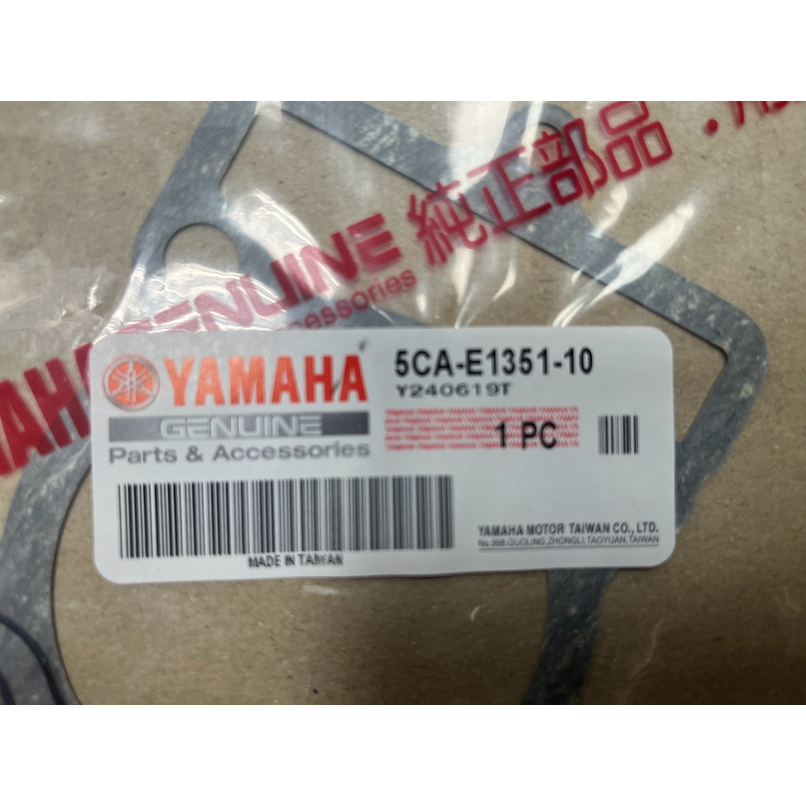 YAMAHA GENUINE 純正部品
YAMAHA
5CA-E1351-10
Y240619T
GENUINE
1 PC
Parts & Accessories
YAMAHA MOTOR TAIWAN CO., LTD.
No.998,GUOLING,ZHONGLI,TAOYUAN,TAIWAN
MADE IN TAIWAN